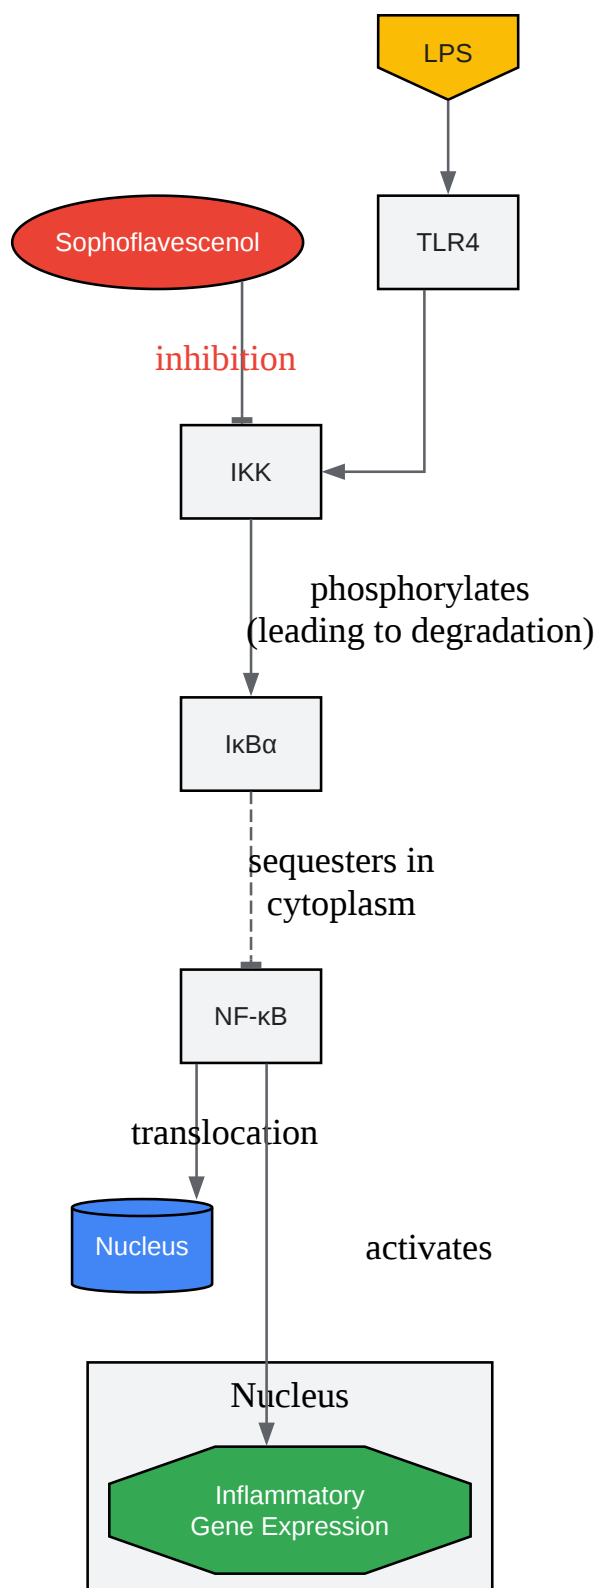 LPS
Sophoflavescenol
TLR4
inhibition
IKK
phosphorylates
(leading to degradation)
IκBα
sequesters in
cytoplasm
NF-κB
translocation
Nucleus
activates
Nucleus
Inflammatory
Gene Expression